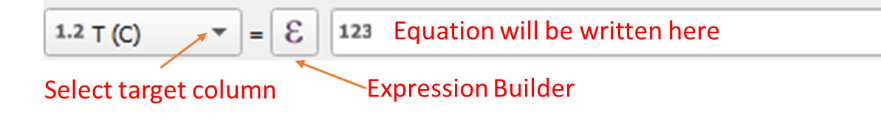 1.2 T (C) = ε 123 Equation will be written here
Select target column Expression Builder